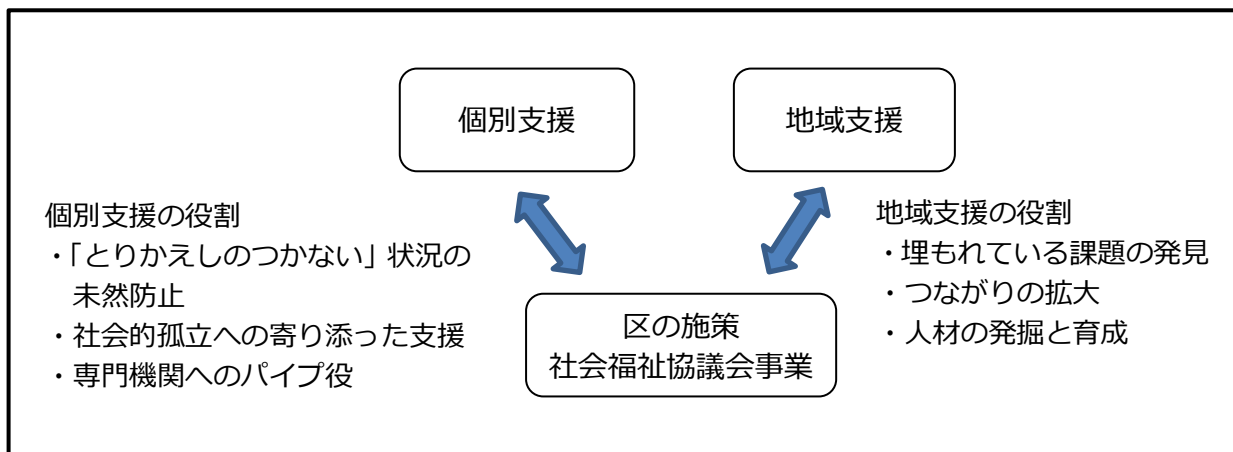 個別支援
地域支援
個別支援の役割
・「とりかえしのつかない」状況の
未然防止
・社会的孤立への寄り添った支援
・専門機関へのパイプ役
地域支援の役割
・埋もれている課題の発見
・つながりの拡大
・人材の発掘と育成
区の施策
社会福祉協議会事業